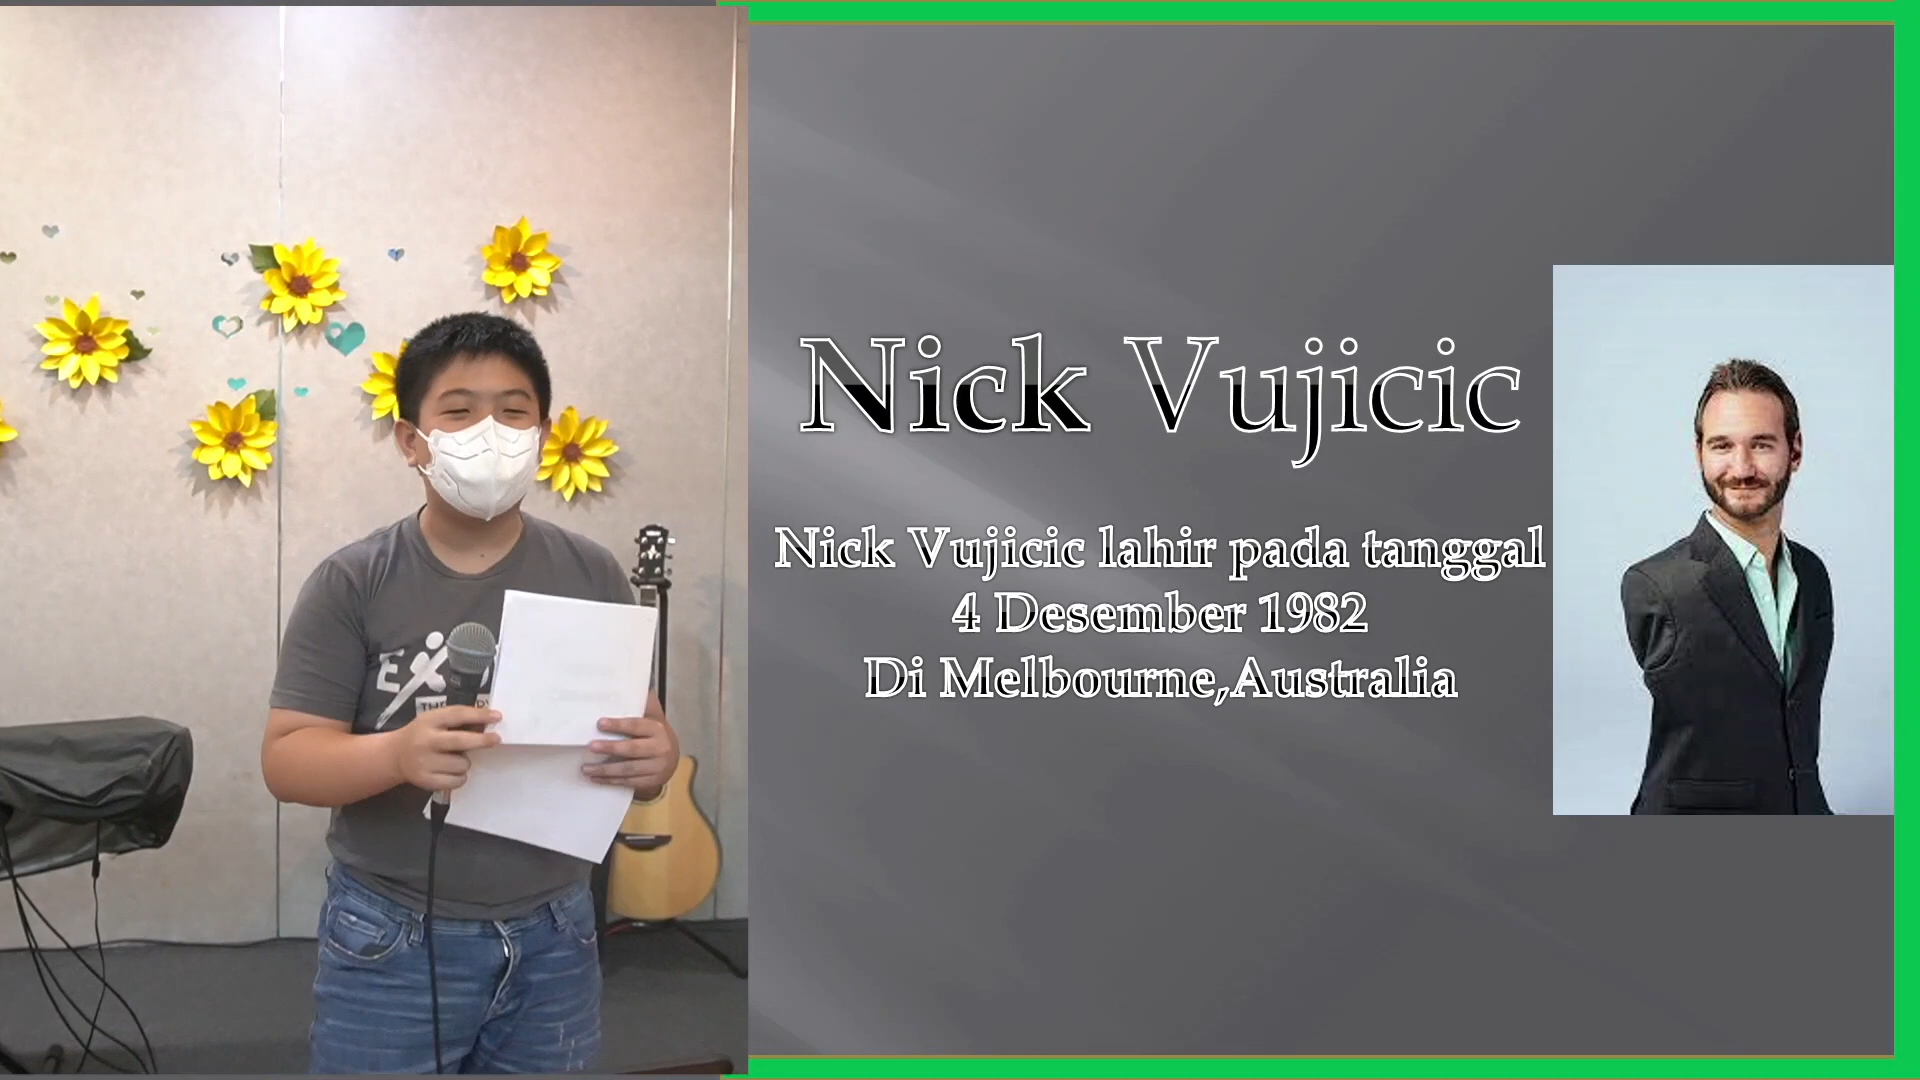 Nick Vujicic
Nick Vujicic lahir pada tanggal
4 Desember 1982
Di Melbourne,Australia